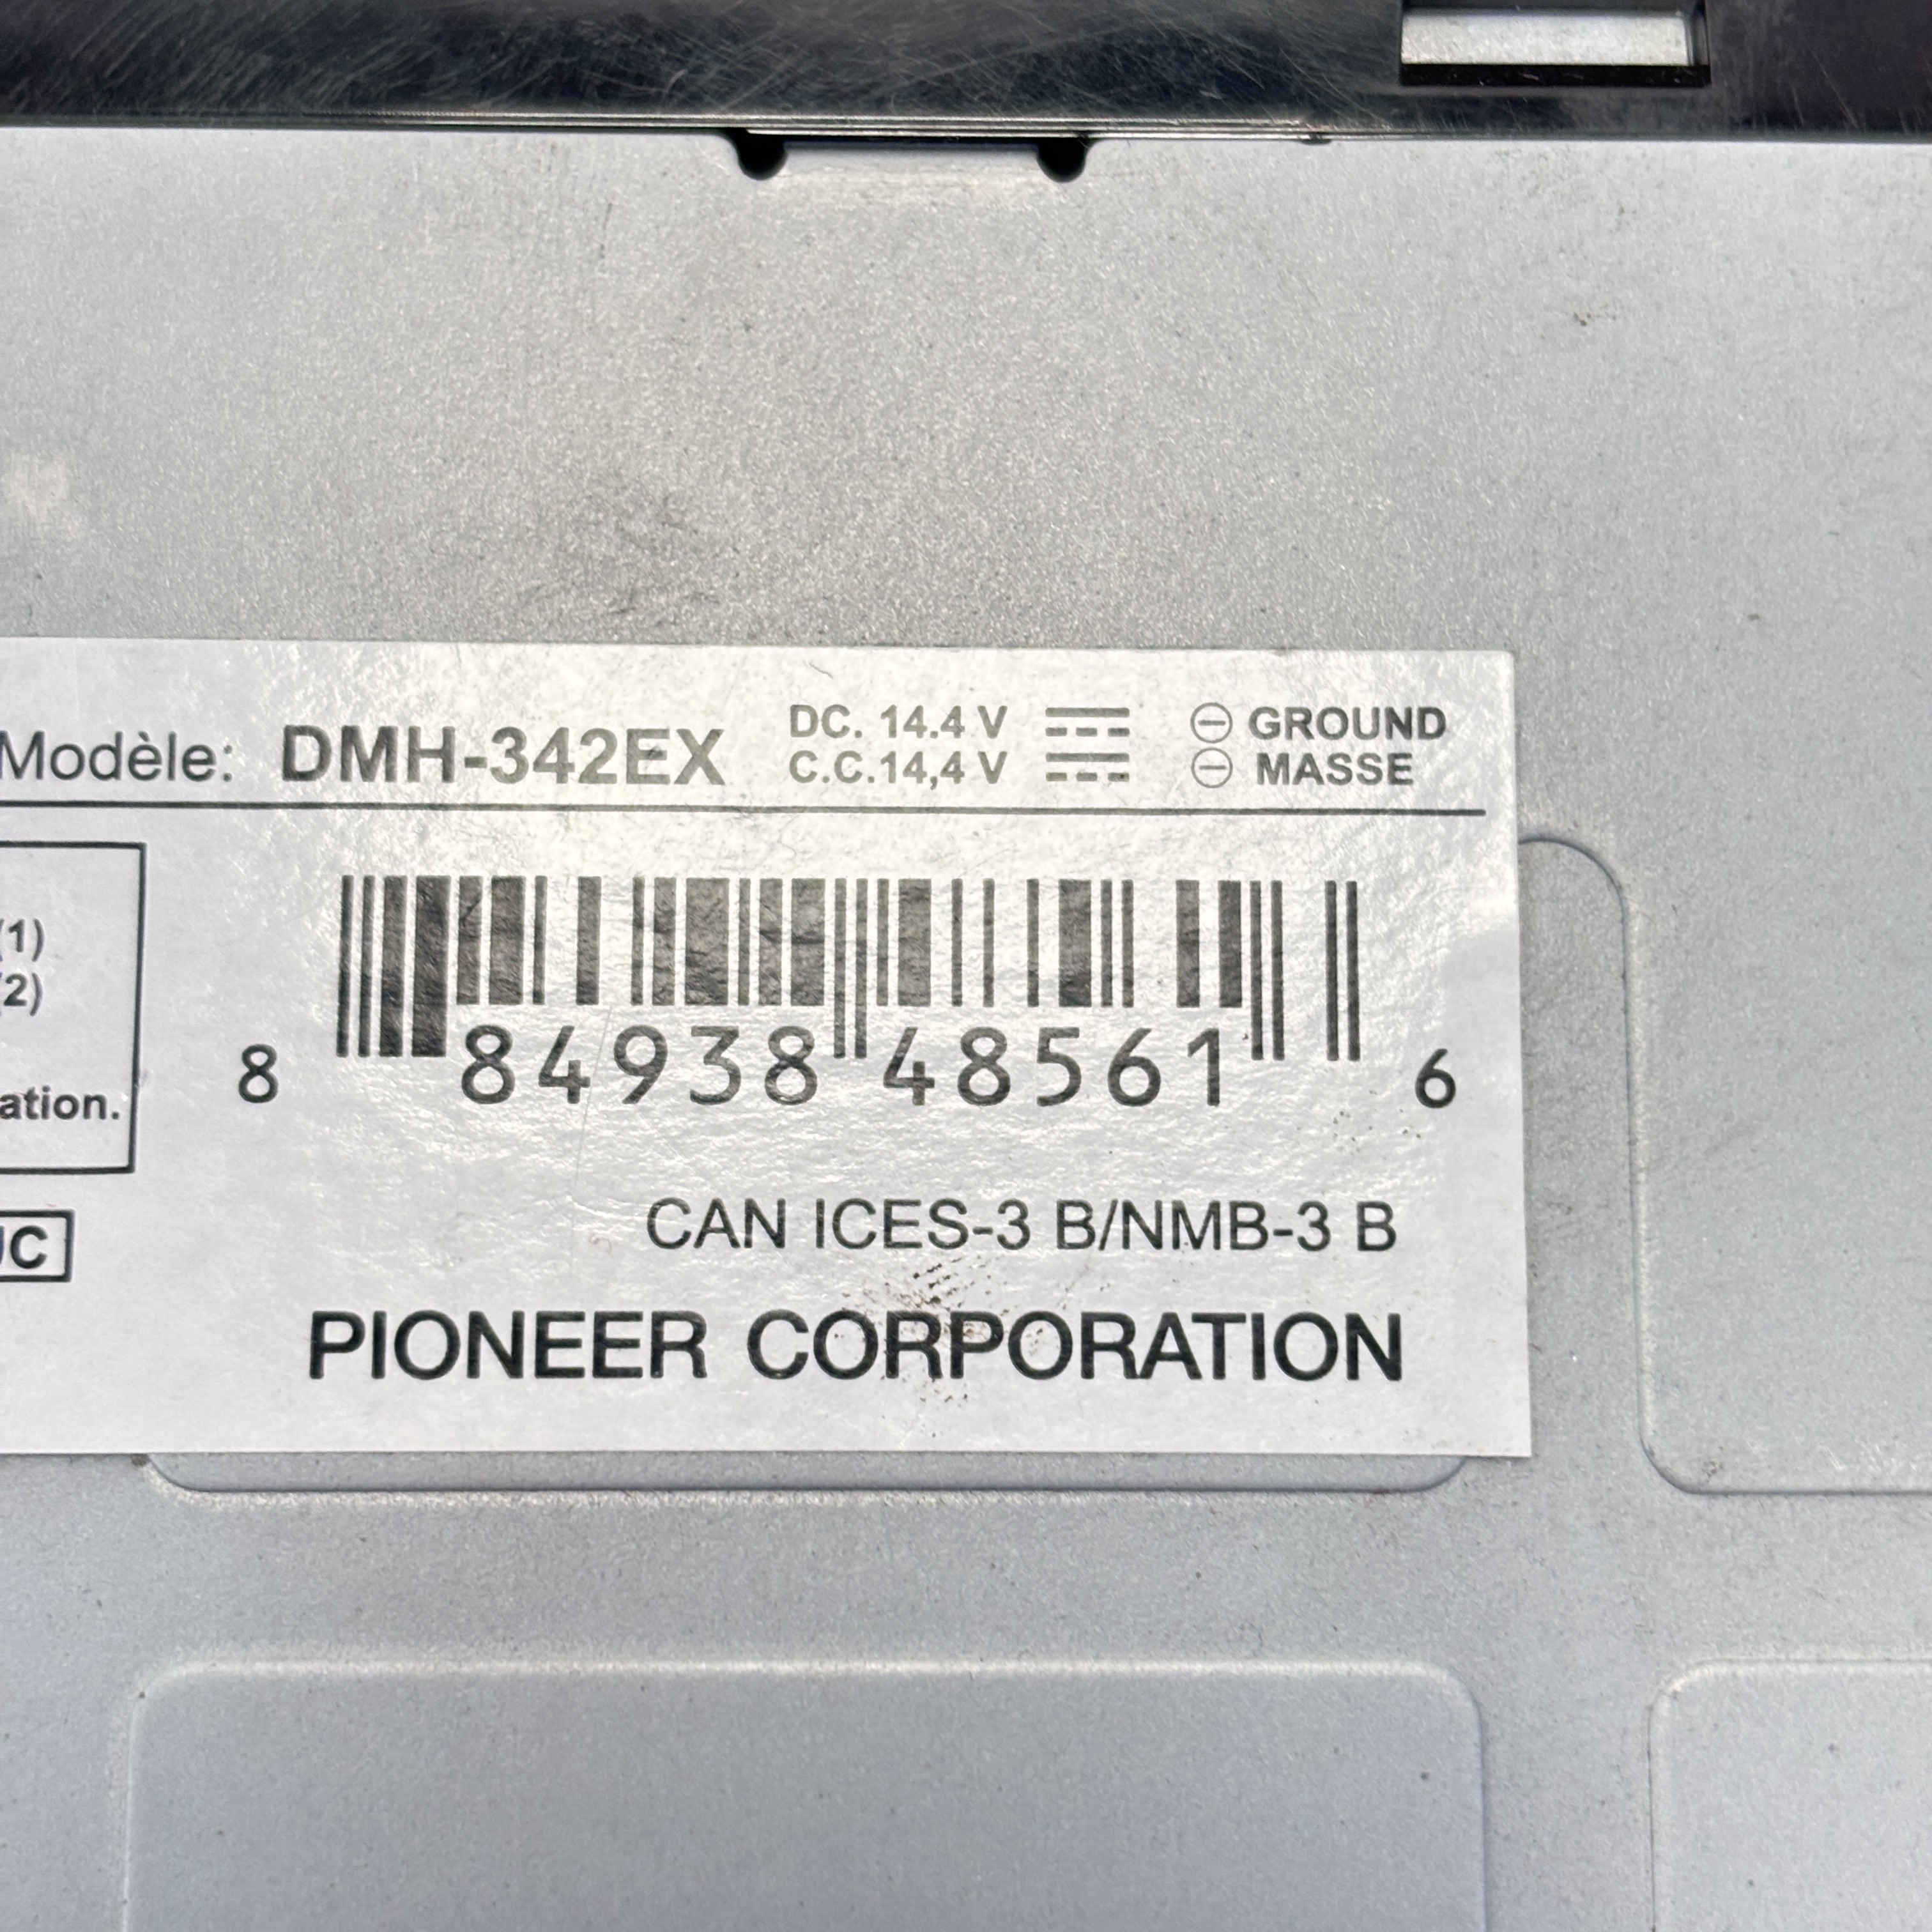 Modèle: DMH-342EX DC. 14.4 V ⊖ GROUND
C.C.14,4 V ⊖ MASSE
(1)
(2)
ation.
8 84938 48561 6
CAN ICES-3 B/NMB-3 B
PIONEER CORPORATION